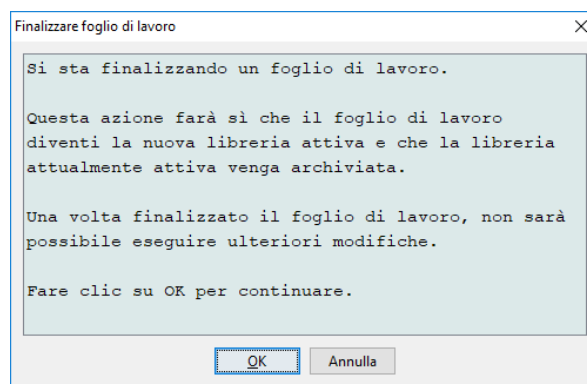 Finalizzare foglio di lavoro
Si sta finalizzando un foglio di lavoro.
Questa azione farà sì che il foglio di lavoro
diventi la nuova libreria attiva e che la libreria
attualmente attiva venga archiviata.
Una volta finalizzato il foglio di lavoro, non sarà
possibile eseguire ulteriori modifiche.
Fare clic su OK per continuare.
OK Annulla